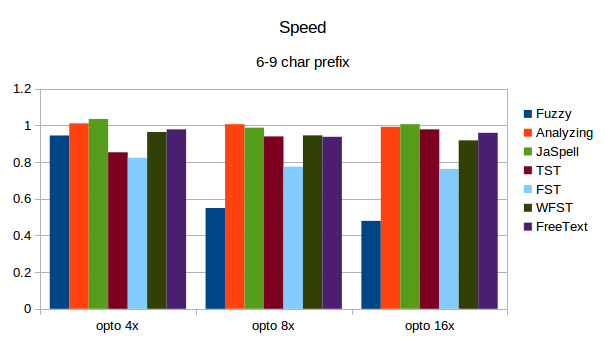 Speed
6-9 char prefix
1.2
1
0.8
0.6
0.4
0.2
0
opto 4x
opto 8x
opto 16x
Fuzzy
Analyzing
JaSpell
TST
FST
WFST
FreeText